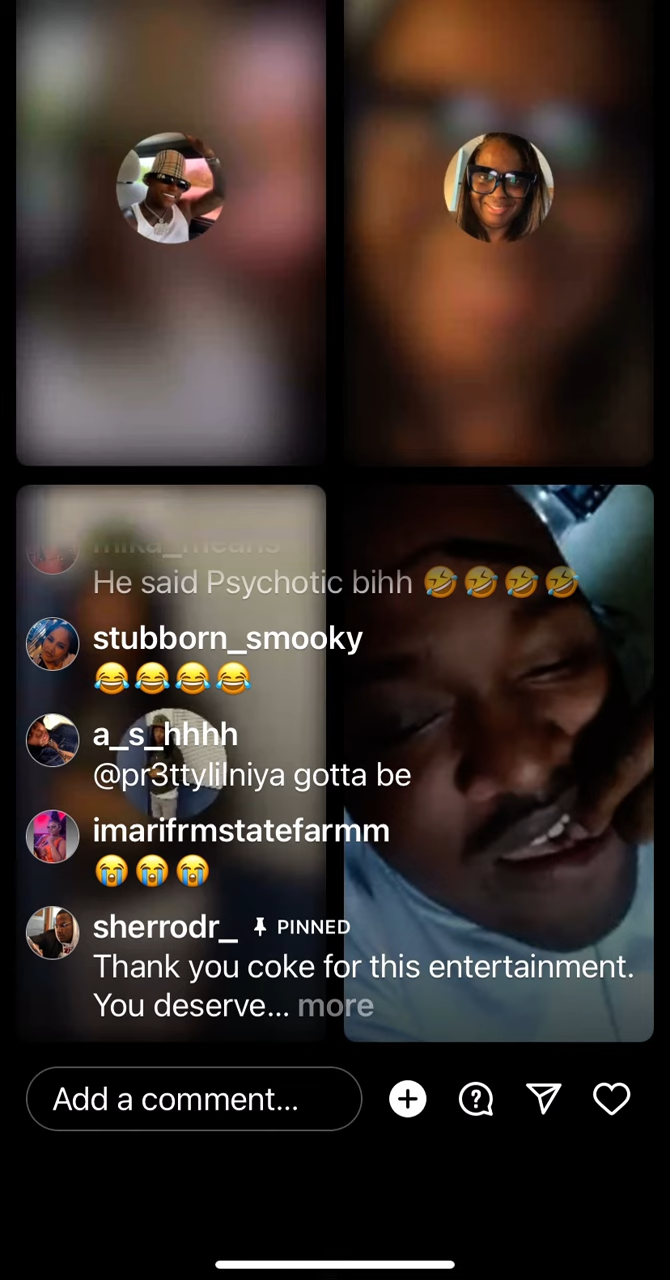 mika_means
He said Psychotic bihh 🤣🤣🤣🤣
stubborn_smooky
😂😂😂😂
a_s_hhhh
@pr3ttylilniya gotta be
imarifrmstatefarmm
😭😭😭
sherrodr_ PINNED
Thank you coke for this entertainment.
You deserve... more
Add a comment...